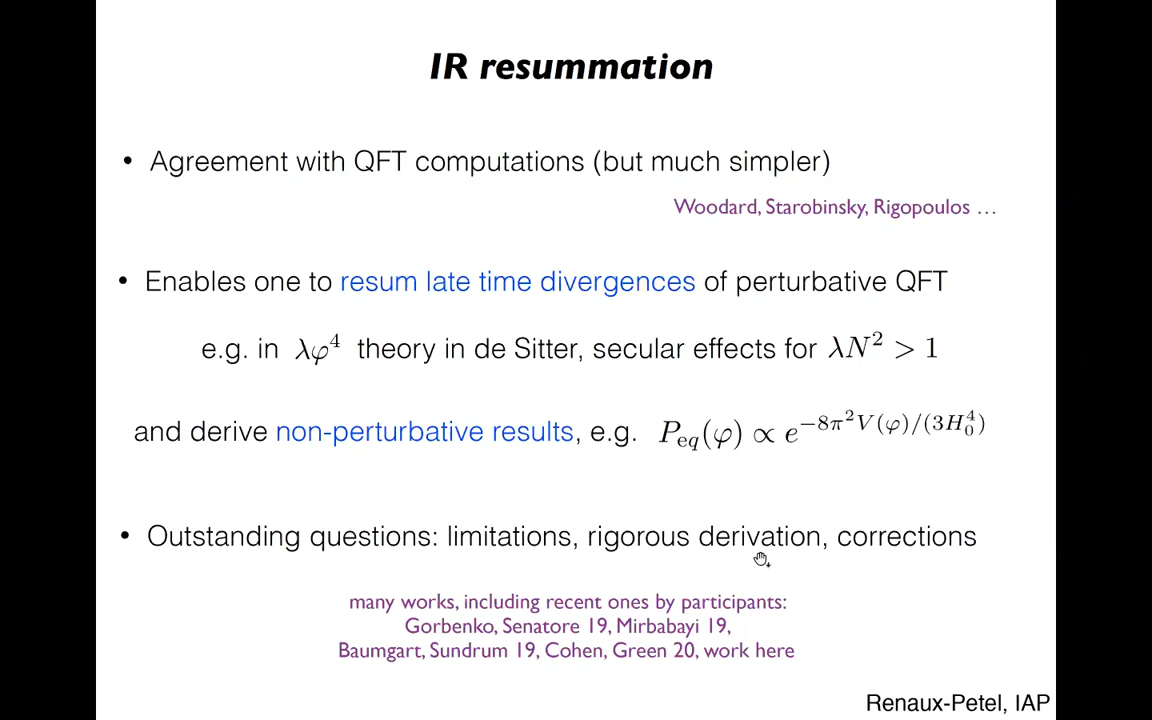 IR resummation
• Agreement with QFT computations (but much simpler)
Woodard, Starobinsky, Rigopoulos …
• Enables one to resum late time divergences of perturbative QFT
e.g. in λφ⁴ theory in de Sitter, secular effects for λN² > 1
and derive non-perturbative results, e.g. P_eq(φ) ∝ e^{−8π²V(φ)/(3H₀⁴)}
• Outstanding questions: limitations, rigorous derivation, corrections
many works, including recent ones by participants:
Gorbenko, Senatore 19, Mirbabayi 19,
Baumgart, Sundrum 19, Cohen, Green 20, work here
Renaux-Petel, IAP